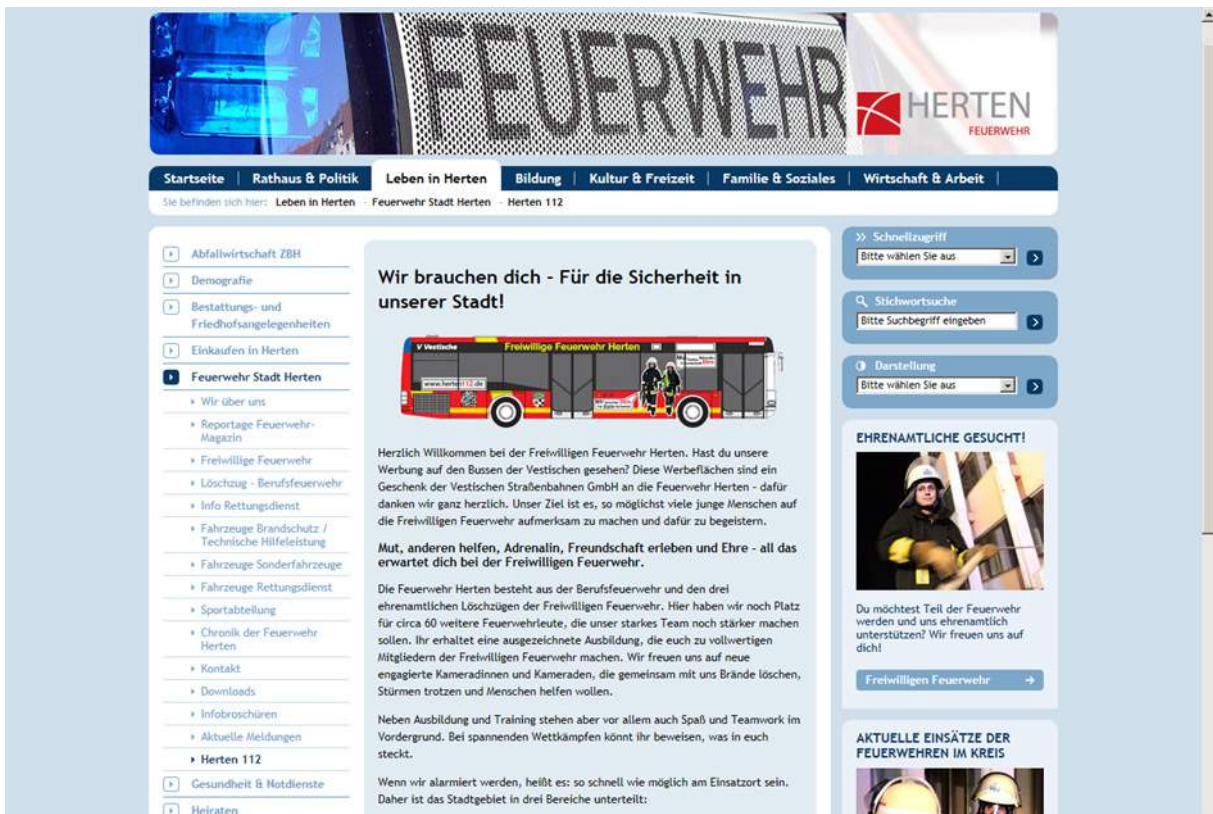 FEUERWEHR
HERTEN
FEUERWEHR
Startseite | Rathaus & Politik | Leben in Herten | Bildung | Kultur & Freizeit | Familie & Soziales | Wirtschaft & Arbeit |
Sie befinden sich hier: Leben in Herten - Feuerwehr Stadt Herten - Herten 112
Abfallwirtschaft ZBH
Demografie
Bestattungs- und
Friedhofsangelegenheiten
Einkaufen in Herten
Feuerwehr Stadt Herten
Wir über uns
Reportage Feuerwehr-
Magazin
Freiwillige Feuerwehr
Löschzug - Berufsfeuerwehr
Info Rettungsdienst
Fahrzeuge Brandschutz /
Technische Hilfeleistung
Fahrzeuge Sonderfahrzeuge
Fahrzeuge Rettungsdienst
Sportabteilung
Chronik der Feuerwehr
Herten
Kontakt
Downloads
Infobroschüren
Aktuelle Meldungen
Herten 112
Gesundheit & Notdienste
Heiraten
Wir brauchen dich - Für die Sicherheit in
unserer Stadt!
V Vestische
Freiwillige Feuerwehr Herten
www.herten112.de
Herzlich Willkommen bei der Freiwilligen Feuerwehr Herten. Hast du unsere
Werbung auf den Bussen der Vestischen gesehen? Diese Werbeflächen sind ein
Geschenk der Vestischen Straßenbahnen GmbH an die Feuerwehr Herten - dafür
danken wir ganz herzlich. Unser Ziel ist es, so möglichst viele junge Menschen auf
die Freiwilligen Feuerwehr aufmerksam zu machen und dafür zu begeistern.
Mut, anderen helfen, Adrenalin, Freundschaft erleben und Ehre - all das
erwartet dich bei der Freiwilligen Feuerwehr.
Die Feuerwehr Herten besteht aus der Berufsfeuerwehr und den drei
ehrenamtlichen Löschzügen der Freiwilligen Feuerwehr. Hier haben wir noch Platz
für circa 60 weitere Feuerwehrleute, die unser starkes Team noch stärker machen
sollen. Ihr erhaltet eine ausgezeichnete Ausbildung, die euch zu vollwertigen
Mitgliedern der Freiwilligen Feuerwehr machen. Wir freuen uns auf neue
engagierte Kameradinnen und Kameraden, die gemeinsam mit uns Brände löschen,
Stürmen trotzen und Menschen helfen wollen.
Neben Ausbildung und Training stehen aber vor allem auch Spaß und Teamwork im
Vordergrund. Bei spannenden Wettkämpfen könnt ihr beweisen, was in euch
steckt.
Wenn wir alarmiert werden, heißt es: so schnell wie möglich am Einsatzort sein.
Daher ist das Stadtgebiet in drei Bereiche unterteilt:
Schnellzugriff
Bitte wählen Sie aus
Stichwortsuche
Bitte Suchbegriff eingeben
Darstellung
Bitte wählen Sie aus
EHRENAMTLICHE GESUCHT!
Du möchtest Teil der Feuerwehr
werden und uns ehrenamtlich
unterstützen? Wir freuen uns auf
dich!
Freiwilligen Feuerwehr
AKTUELLE EINSÄTZE DER
FEUERWEHREN IM KREIS